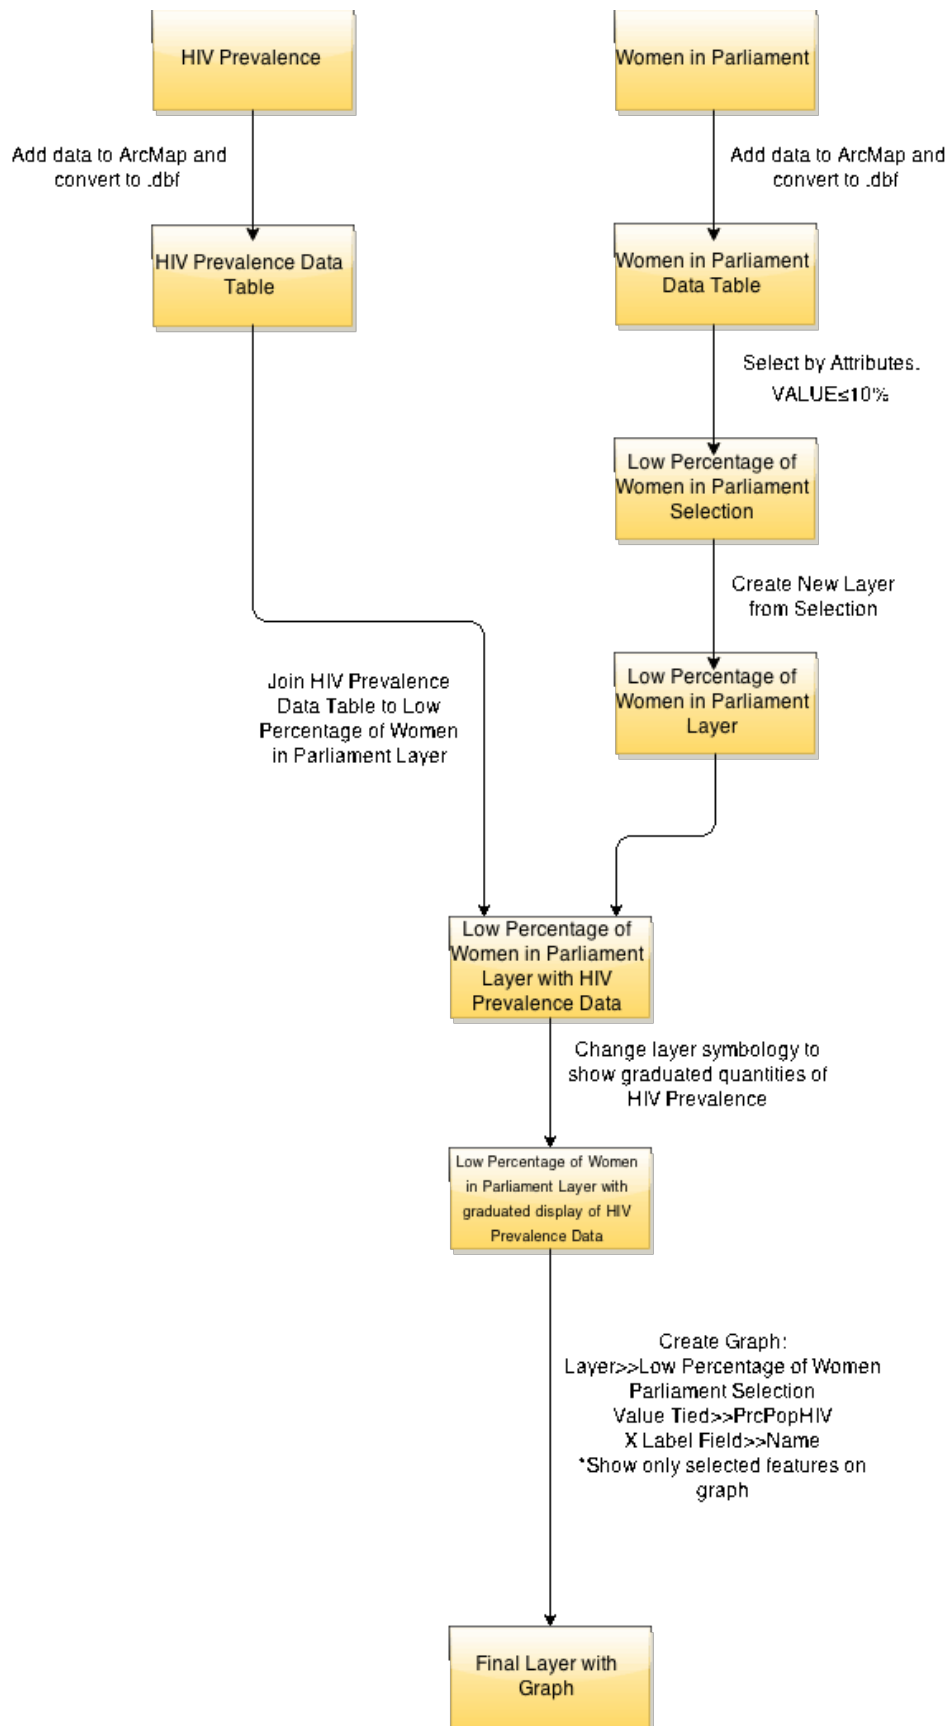 HIV Prevalence
Women in Parliament
Add data to ArcMap and
convert to .dbf
Add data to ArcMap and
convert to .dbf
HIV Prevalence Data
Table
Women in Parliament
Data Table
Select by Attributes.
VALUE≤10%
Low Percentage of
Women in Parliament
Selection
Create New Layer
from Selection
Low Percentage of
Women in Parliament
Layer
Join HIV Prevalence
Data Table to Low
Percentage of Women
in Parliament Layer
Low Percentage of
Women in Parliament
Layer with HIV
Prevalence Data
Change layer symbology to
show graduated quantities of
HIV Prevalence
Low Percentage of Women
in Parliament Layer with
graduated display of HIV
Prevalence Data
Create Graph:
Layer>>Low Percentage of Women
Parliament Selection
Value Tied>>PrcPopHIV
X Label Field>>Name
*Show only selected features on
graph
Final Layer with
Graph